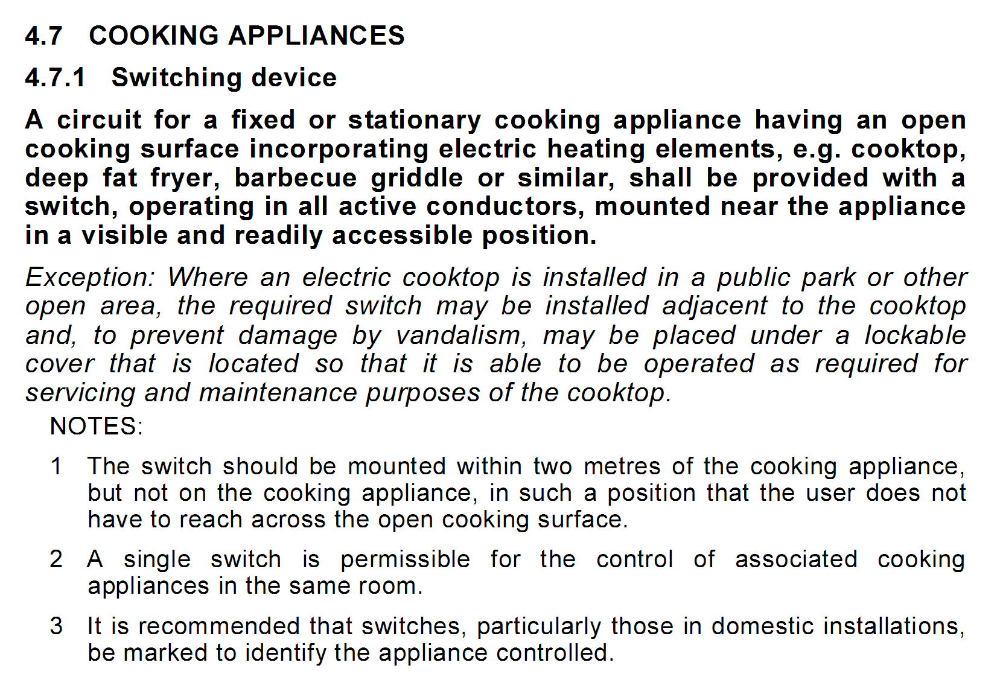 4.7 COOKING APPLIANCES
4.7.1 Switching device
A circuit for a fixed or stationary cooking appliance having an open
cooking surface incorporating electric heating elements, e.g. cooktop,
deep fat fryer, barbecue griddle or similar, shall be provided with a
switch, operating in all active conductors, mounted near the appliance
in a visible and readily accessible position.
Exception: Where an electric cooktop is installed in a public park or other
open area, the required switch may be installed adjacent to the cooktop
and, to prevent damage by vandalism, may be placed under a lockable
cover that is located so that it is able to be operated as required for
servicing and maintenance purposes of the cooktop.
NOTES:
1 The switch should be mounted within two metres of the cooking appliance,
but not on the cooking appliance, in such a position that the user does not
have to reach across the open cooking surface.
2 A single switch is permissible for the control of associated cooking
appliances in the same room.
3 It is recommended that switches, particularly those in domestic installations,
be marked to identify the appliance controlled.